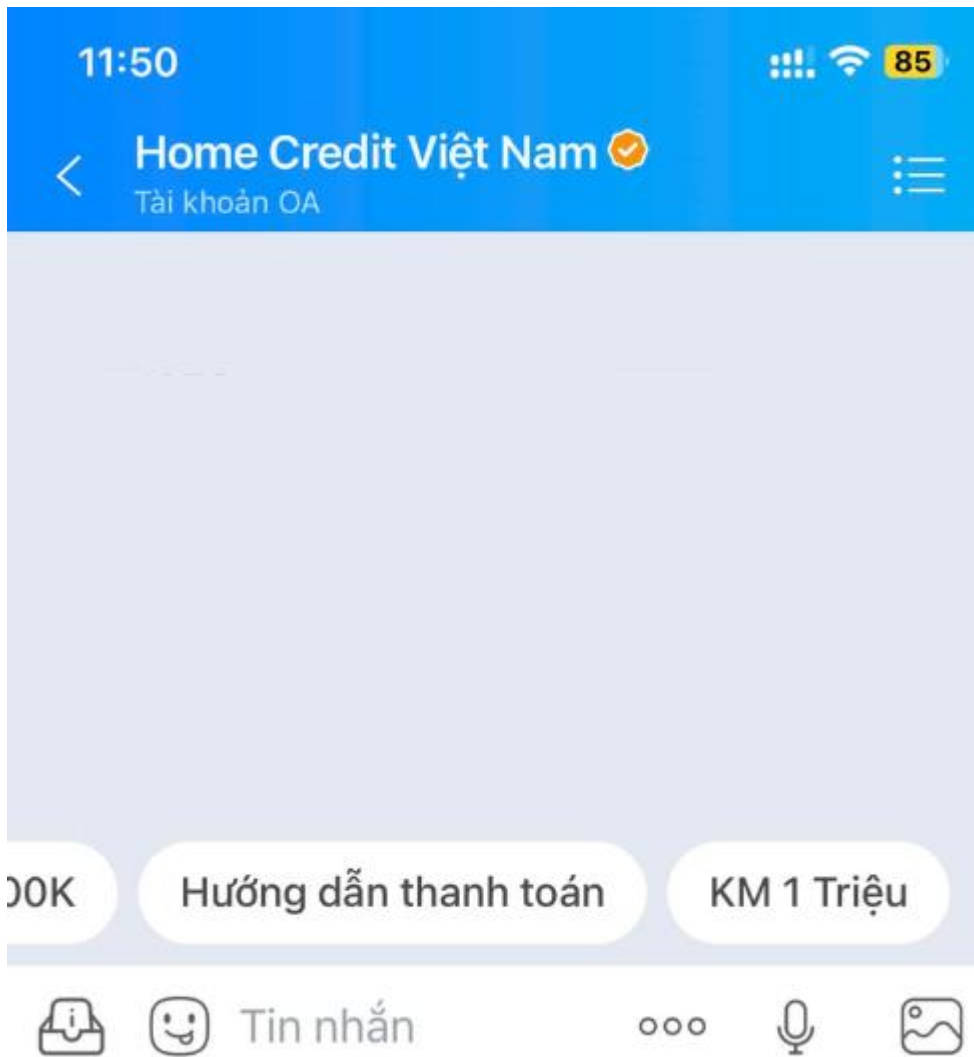 11:50
85
Home Credit Việt Nam
Tài khoản OA
00K
Hướng dẫn thanh toán
KM 1 Triệu
Tin nhắn